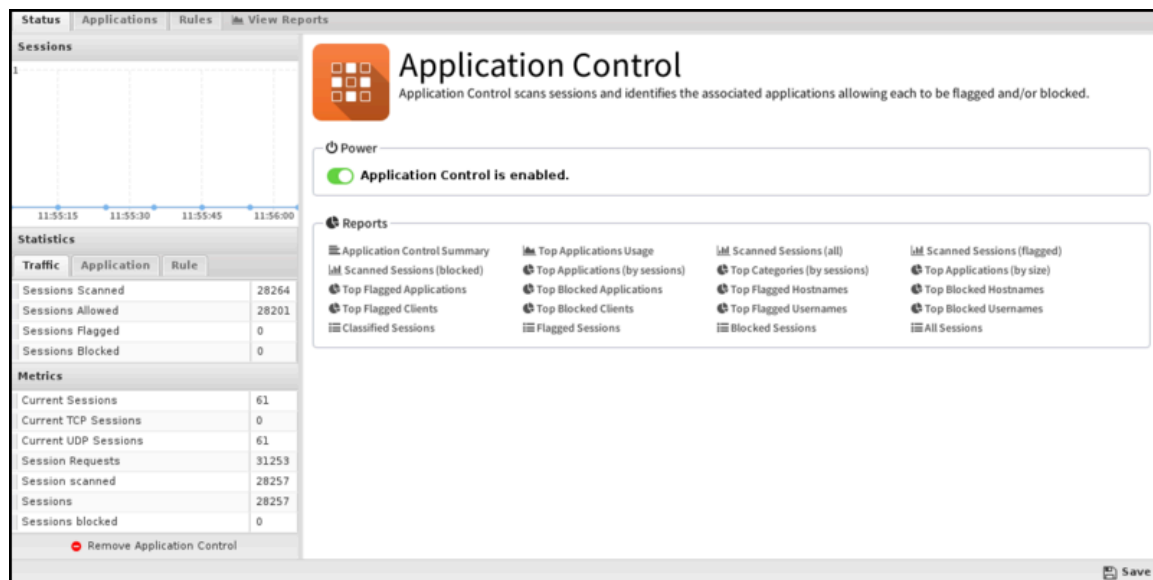 Status Applications Rules View Reports
Sessions
1
11:55:15 11:55:30 11:55:45 11:56:00
Statistics
Traffic Application Rule
Sessions Scanned 28264
Sessions Allowed 28201
Sessions Flagged 0
Sessions Blocked 0
Metrics
Current Sessions 61
Current TCP Sessions 0
Current UDP Sessions 61
Session Requests 31253
Session scanned 28257
Sessions 28257
Sessions blocked 0
Remove Application Control
Application Control
Application Control scans sessions and identifies the associated applications allowing each to be flagged and/or blocked.
Power
Application Control is enabled.
Reports
Application Control Summary Top Applications Usage Scanned Sessions (all) Scanned Sessions (flagged)
Scanned Sessions (blocked) Top Applications (by sessions) Top Categories (by sessions) Top Applications (by size)
Top Flagged Applications Top Blocked Applications Top Flagged Hostnames Top Blocked Hostnames
Top Flagged Clients Top Blocked Clients Top Flagged Usernames Top Blocked Usernames
Classified Sessions Flagged Sessions Blocked Sessions All Sessions
Save